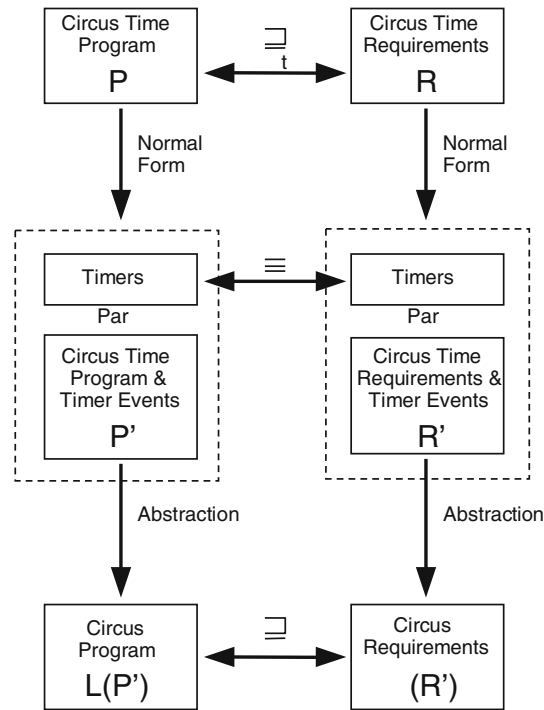 Circus Time
Program
P
⊒
t
Circus Time
Requirements
R
Normal
Form
Normal
Form
Timers
≡
Timers
Par
Par
Circus Time
Program &
Timer Events
P'
Circus Time
Requirements &
Timer Events
R'
Abstraction
Abstraction
Circus
Program
L(P')
⊒
Circus
Requirements
(R')